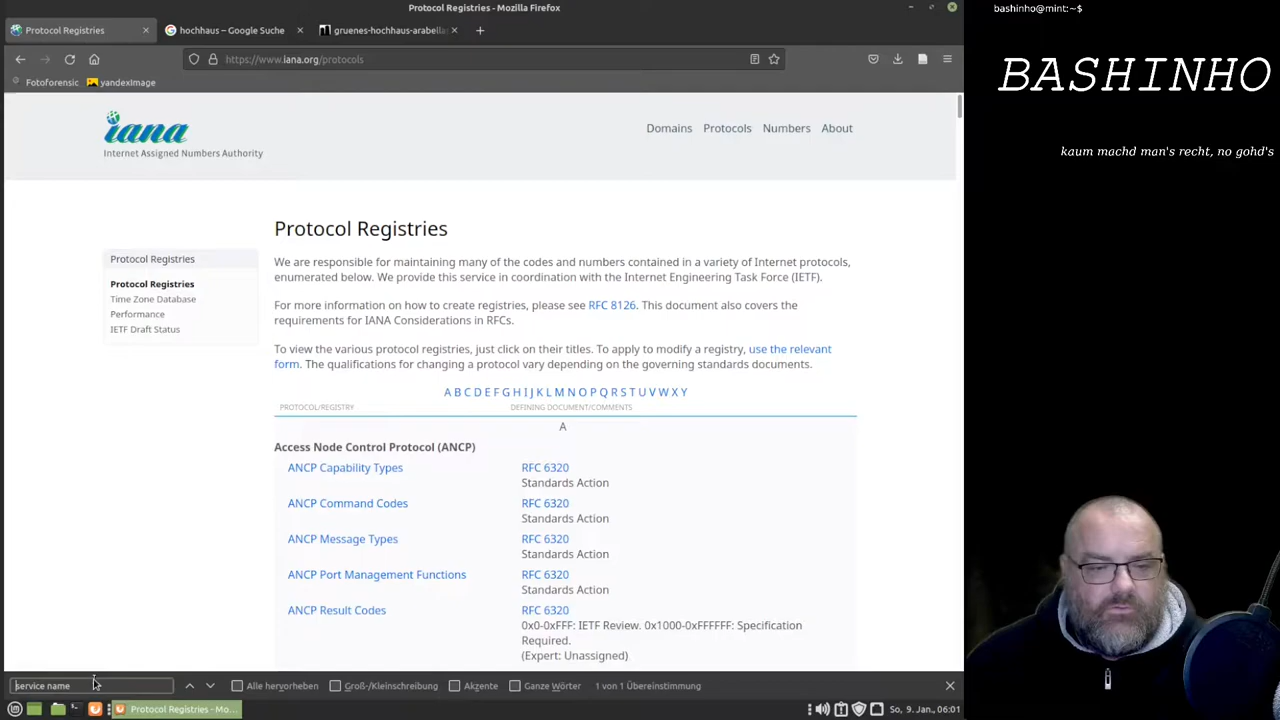 Protocol Registries - Mozilla Firefox
bashinho@mint:~$
Protocol Registries
hochhaus – Google Suche
gruenes-hochhaus-arabella
https://www.iana.org/protocols
Fotoforensic
yandexImage
BASHINHO
kaum machd man's recht, no gohd's
iana
Internet Assigned Numbers Authority
Domains
Protocols
Numbers
About
Protocol Registries
Protocol Registries
Protocol Registries
Time Zone Database
Performance
IETF Draft Status
We are responsible for maintaining many of the codes and numbers contained in a variety of Internet protocols,
enumerated below. We provide this service in coordination with the Internet Engineering Task Force (IETF).
For more information on how to create registries, please see RFC 8126. This document also covers the
requirements for IANA Considerations in RFCs.
To view the various protocol registries, just click on their titles. To apply to modify a registry, use the relevant
form. The qualifications for changing a protocol vary depending on the governing standards documents.
A B C D E F G H I J K L M N O P Q R S T U V W X Y
PROTOCOL/REGISTRY
DEFINING DOCUMENT/COMMENTS
A
Access Node Control Protocol (ANCP)
ANCP Capability Types
RFC 6320
Standards Action
ANCP Command Codes
RFC 6320
Standards Action
ANCP Message Types
RFC 6320
Standards Action
ANCP Port Management Functions
RFC 6320
Standards Action
ANCP Result Codes
RFC 6320
0x0-0xFFF: IETF Review. 0x1000-0xFFFFFF: Specification
Required.
(Expert: Unassigned)
service name
Alle hervorheben
Groß-/Kleinschreibung
Akzente
Ganze Wörter
1 von 1 Übereinstimmung
Protocol Registries - Mo...
So, 9. Jan., 06:01